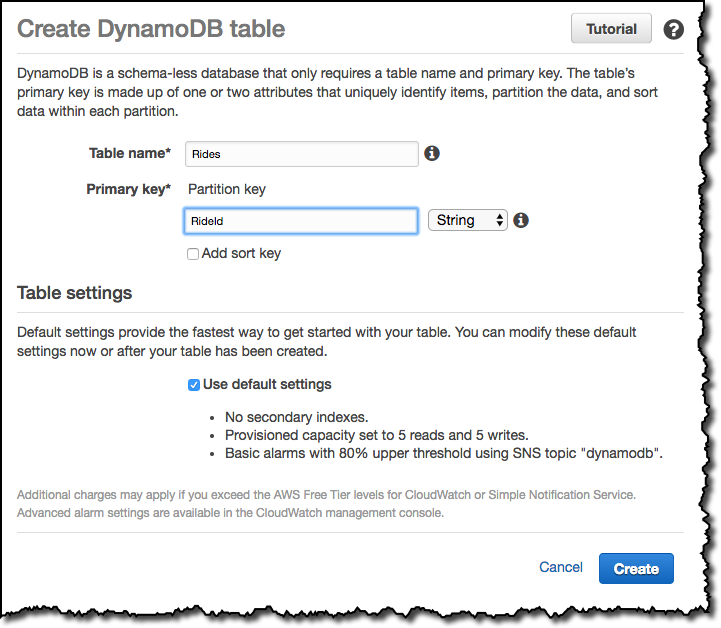 Create DynamoDB table
Tutorial
?
DynamoDB is a schema-less database that only requires a table name and primary key. The table's
primary key is made up of one or two attributes that uniquely identify items, partition the data, and sort
data within each partition.
Table name*
Rides
i
Primary key*
Partition key
RideId
String
i
Add sort key
Table settings
Default settings provide the fastest way to get started with your table. You can modify these default
settings now or after your table has been created.
Use default settings
• No secondary indexes.
• Provisioned capacity set to 5 reads and 5 writes.
• Basic alarms with 80% upper threshold using SNS topic "dynamodb".
Additional charges may apply if you exceed the AWS Free Tier levels for CloudWatch or Simple Notification Service.
Advanced alarm settings are available in the CloudWatch management console.
Cancel
Create